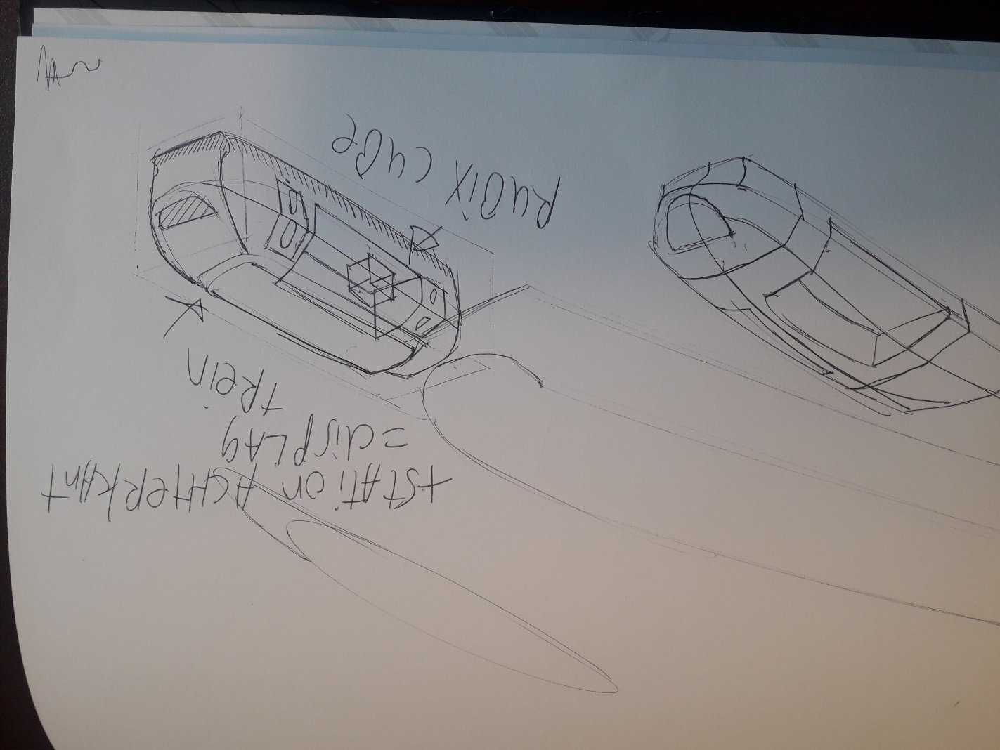 +StAtion AcHteRkAnt
=displAy
tRein
RuBiX cuBe